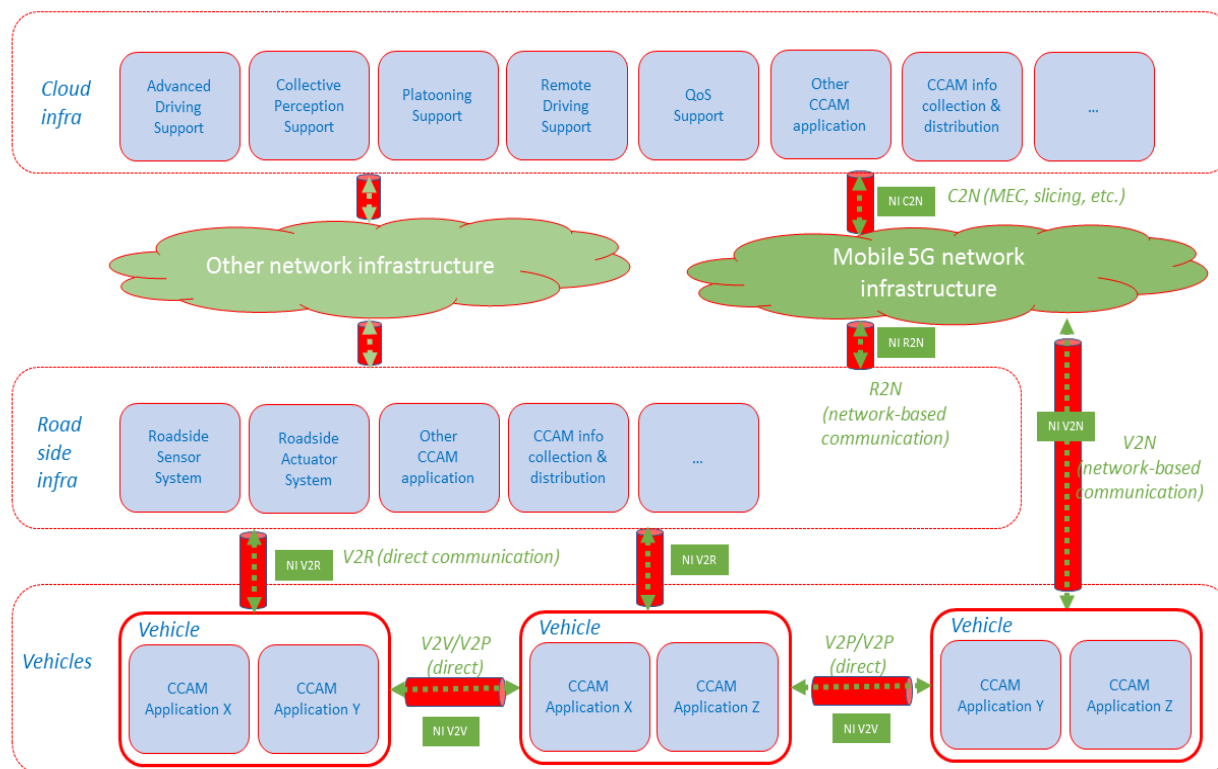 Cloud
infra
Advanced
Driving
Support
Collective
Perception
Support
Platooning
Support
Remote
Driving
Support
QoS
Support
Other
CCAM
application
CCAM info
collection &
distribution
...
NI C2N
C2N (MEC, slicing, etc.)
Other network infrastructure
Mobile 5G network
infrastructure
NI R2N
R2N
(network-based
communication)
NI V2N
V2N
(network-based
communication)
Road
side
infra
Roadside
Sensor
System
Roadside
Actuator
System
Other
CCAM
application
CCAM info
collection &
distribution
...
NI V2R
V2R (direct communication)
NI V2R
Vehicles
Vehicle
CCAM
Application X
CCAM
Application Y
V2V/V2P
(direct)
NI V2V
Vehicle
CCAM
Application X
CCAM
Application Z
V2P/V2P
(direct)
NI V2V
Vehicle
CCAM
Application Y
CCAM
Application Z